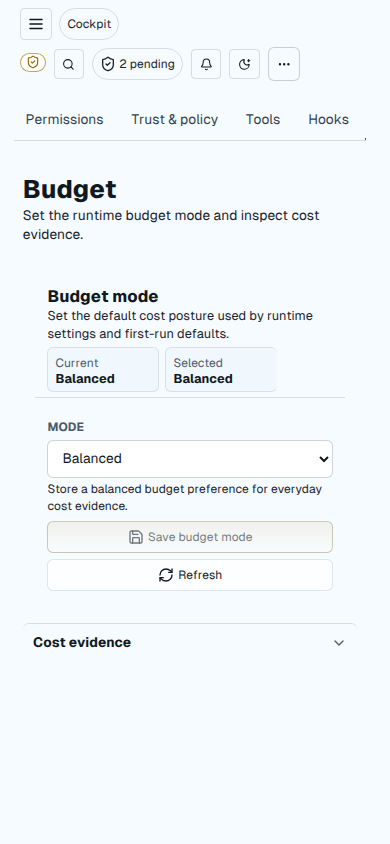 Cockpit
2 pending
Permissions Trust & policy Tools Hooks
Budget
Set the runtime budget mode and inspect cost
evidence.
Budget mode
Set the default cost posture used by runtime
settings and first-run defaults.
Current Selected
Balanced Balanced
MODE
Balanced
Store a balanced budget preference for everyday
cost evidence.
Save budget mode
Refresh
Cost evidence